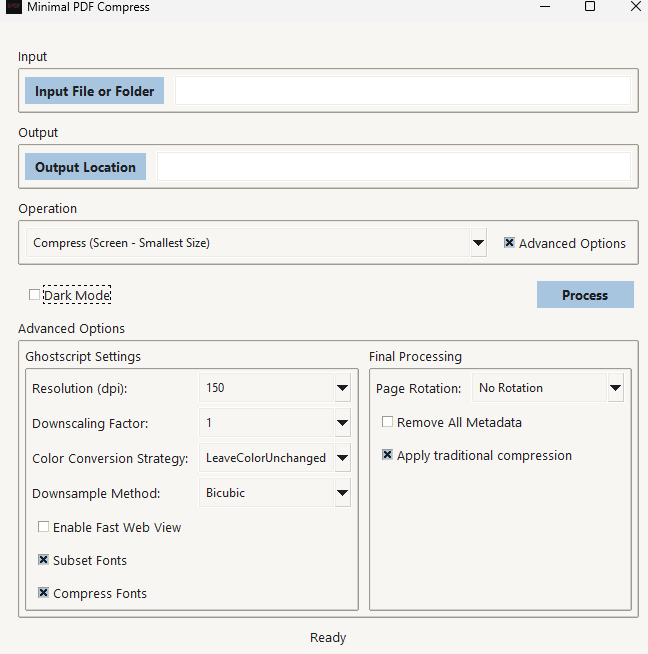 Minimal PDF Compress
Input
Input File or Folder
Output
Output Location
Operation
Compress (Screen - Smallest Size)
Advanced Options
Dark Mode
Process
Advanced Options
Ghostscript Settings
Resolution (dpi): 150
Downscaling Factor: 1
Color Conversion Strategy: LeaveColorUnchanged
Downsample Method: Bicubic
Enable Fast Web View
Subset Fonts
Compress Fonts
Final Processing
Page Rotation: No Rotation
Remove All Metadata
Apply traditional compression
Ready